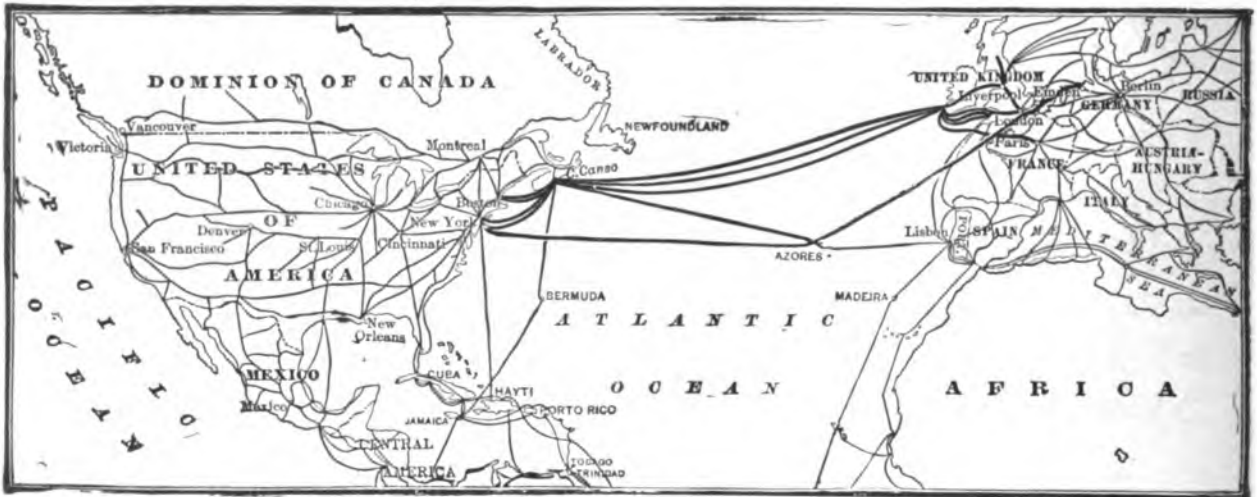 DOMINION OF CANADA
LABRADOR
NEWFOUNDLAND
Vancouver
Victoria
Montreal
Canso
UNITED STATES
OF
AMERICA
Chicago
Boston
New York
Denver
St. Louis
Cincinnati
San Francisco
New
Orleans
PACIFIC
OCEAN
MEXICO
Mexico
CUBA
HAYTI
JAMAICA
PORTO RICO
CENTRAL
AMERICA
TOBAGO
TRINIDAD
BERMUDA
ATLANTIC
OCEAN
AZORES
MADEIRA
UNITED KINGDOM
Liverpool
London
Emden
Berlin
GERMANY
RUSSIA
Paris
FRANCE
AUSTRIA-
HUNGARY
ITALY
Lisbon
Port.
SPAIN
MEDITERRANEAN
SEA
AFRICA